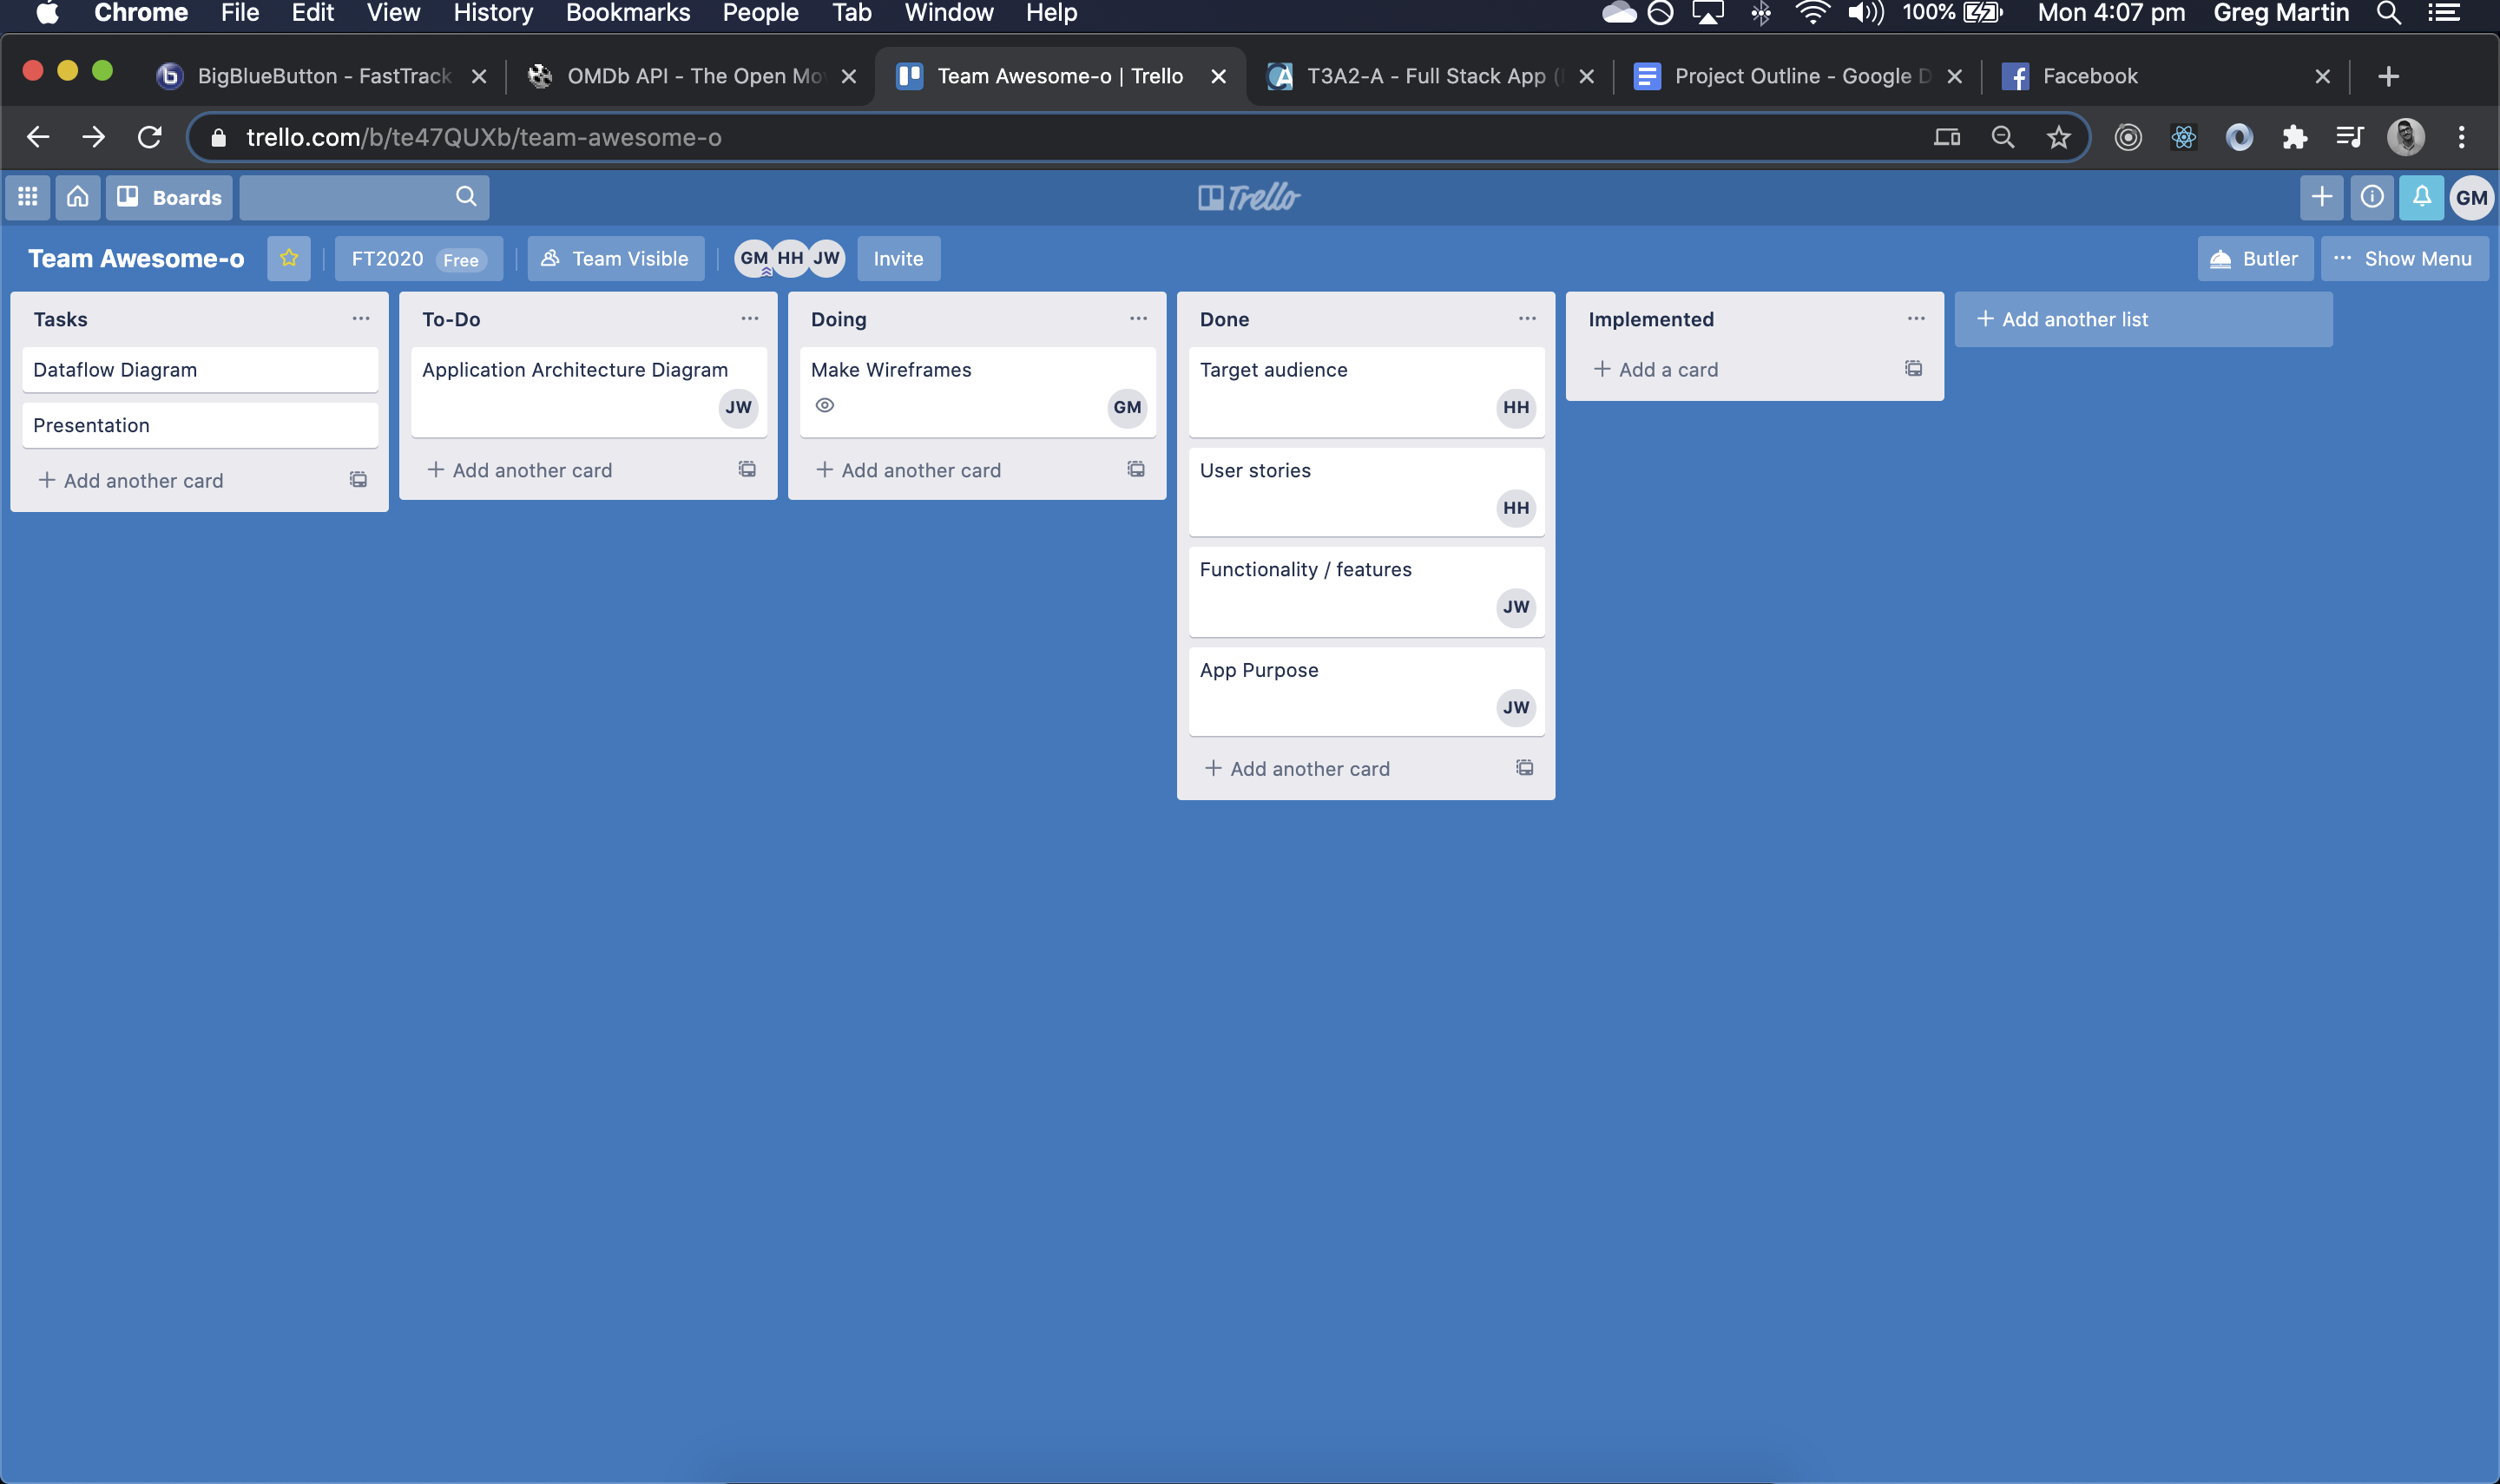 Chrome File Edit View History Bookmarks People Tab Window Help 100% Mon 4:07 pm Greg Martin
BigBlueButton - FastTrack OMDb API - The Open Mo Team Awesome-o | Trello T3A2-A - Full Stack App ( Project Outline - Google D Facebook
trello.com/b/te47QUXb/team-awesome-o
Boards Trello GM
Team Awesome-o FT2020 Free Team Visible GM HH JW Invite Butler ··· Show Menu
Tasks
Dataflow Diagram
Presentation
+ Add another card
To-Do
Application Architecture Diagram
JW
+ Add another card
Doing
Make Wireframes
GM
+ Add another card
Done
Target audience
HH
User stories
HH
Functionality / features
JW
App Purpose
JW
+ Add another card
Implemented
+ Add a card
+ Add another list